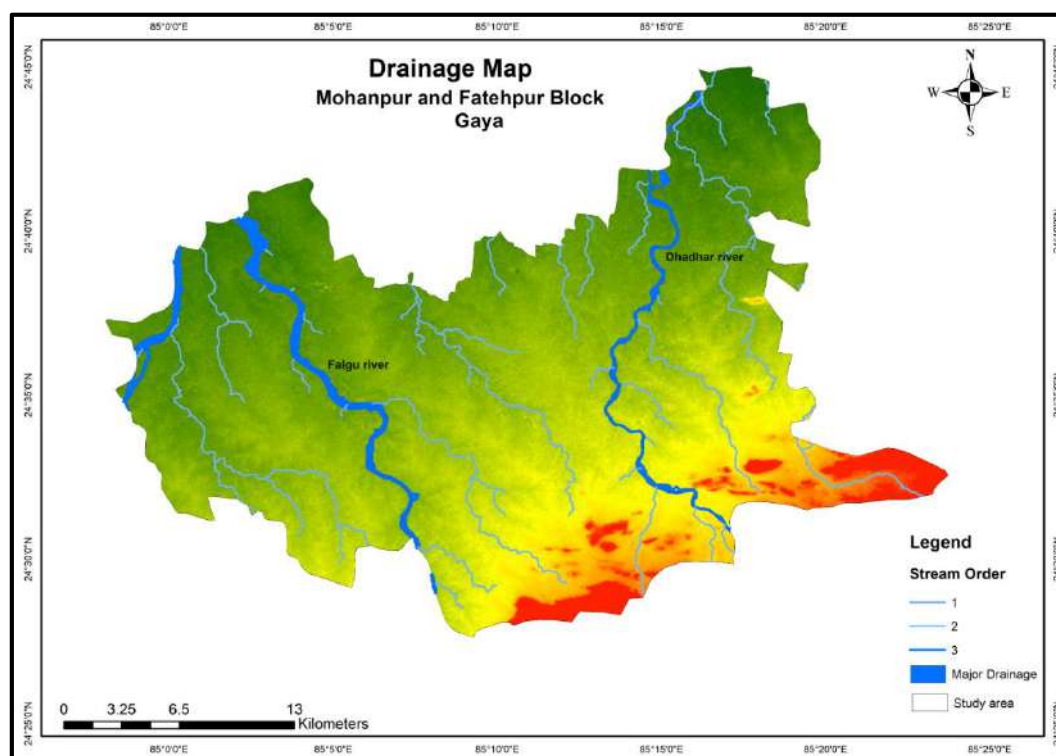 85°0'0"E 85°5'0"E 85°10'0"E 85°15'0"E 85°20'0"E 85°25'0"E
Drainage Map
Mohanpur and Fatehpur Block
Gaya
N
W E
S
24°45'0"N
24°40'0"N
24°35'0"N
24°30'0"N
24°25'0"N
Dhadhar river
Falgu river
Legend
Stream Order
1
2
3
Major Drainage
Study area
0 3.25 6.5 13
Kilometers
85°0'0"E 85°5'0"E 85°10'0"E 85°15'0"E 85°20'0"E 85°25'0"E